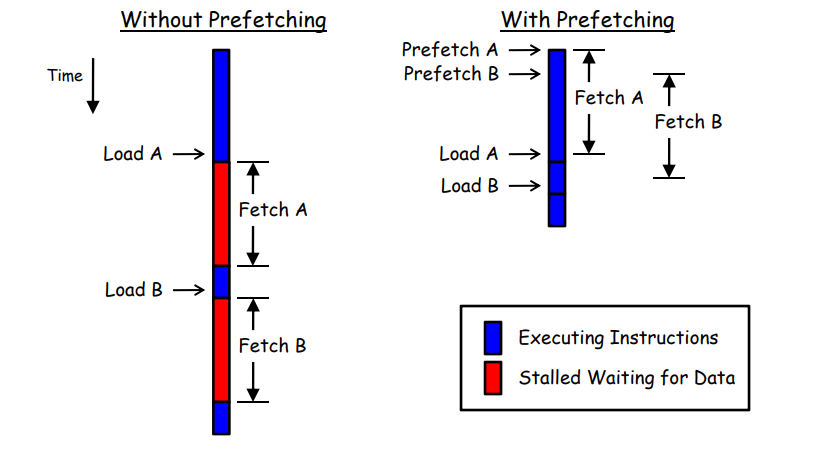 Without Prefetching
Time
Load A
Fetch A
Load B
Fetch B
With Prefetching
Prefetch A
Prefetch B
Fetch A
Fetch B
Load A
Load B
Executing Instructions
Stalled Waiting for Data